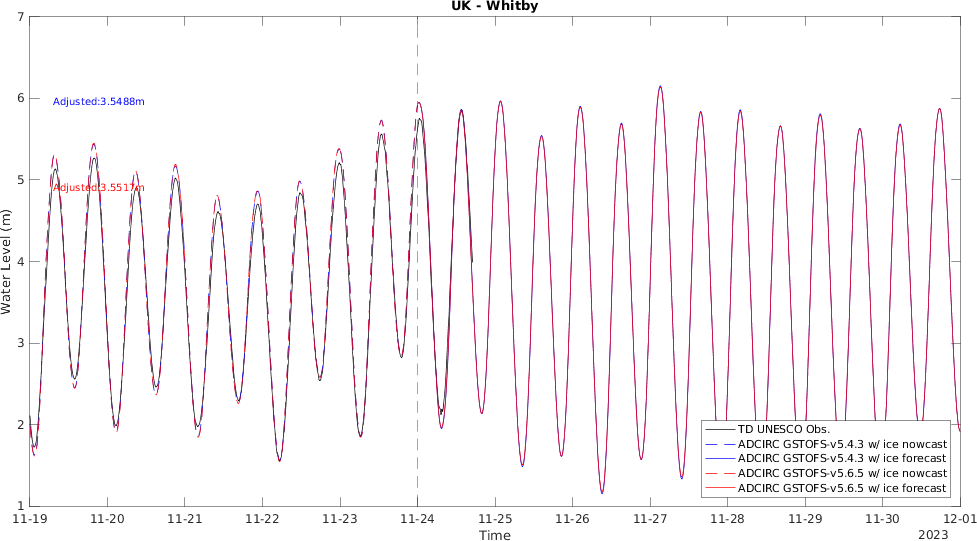 UK - Whitby
7
6
5
4
3
2
1
Water Level (m)
Adjusted:3.5488m
Adjusted:3.5517m
TD UNESCO Obs.
ADCIRC GSTOFS-v5.4.3 w/ ice nowcast
ADCIRC GSTOFS-v5.4.3 w/ ice forecast
ADCIRC GSTOFS-v5.6.5 w/ ice nowcast
ADCIRC GSTOFS-v5.6.5 w/ ice forecast
11-19 11-20 11-21 11-22 11-23 11-24 11-25 11-26 11-27 11-28 11-29 11-30 12-01
Time
2023